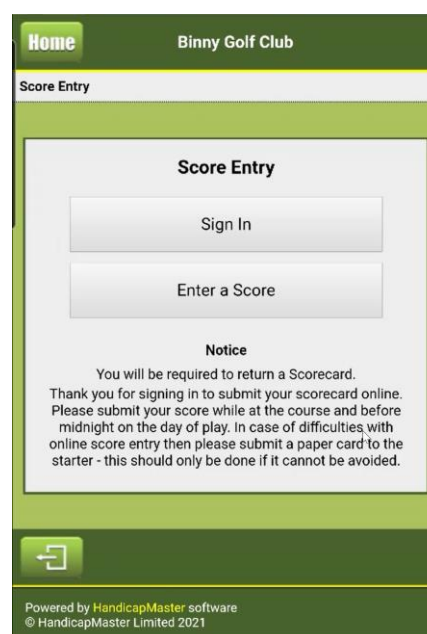 Home
Binny Golf Club
Score Entry
Score Entry
Sign In
Enter a Score
Notice
You will be required to return a Scorecard.
Thank you for signing in to submit your scorecard online.
Please submit your score while at the course and before
midnight on the day of play. In case of difficulties with
online score entry then please submit a paper card to the
starter - this should only be done if it cannot be avoided.
Powered by HandicapMaster software
© HandicapMaster Limited 2021